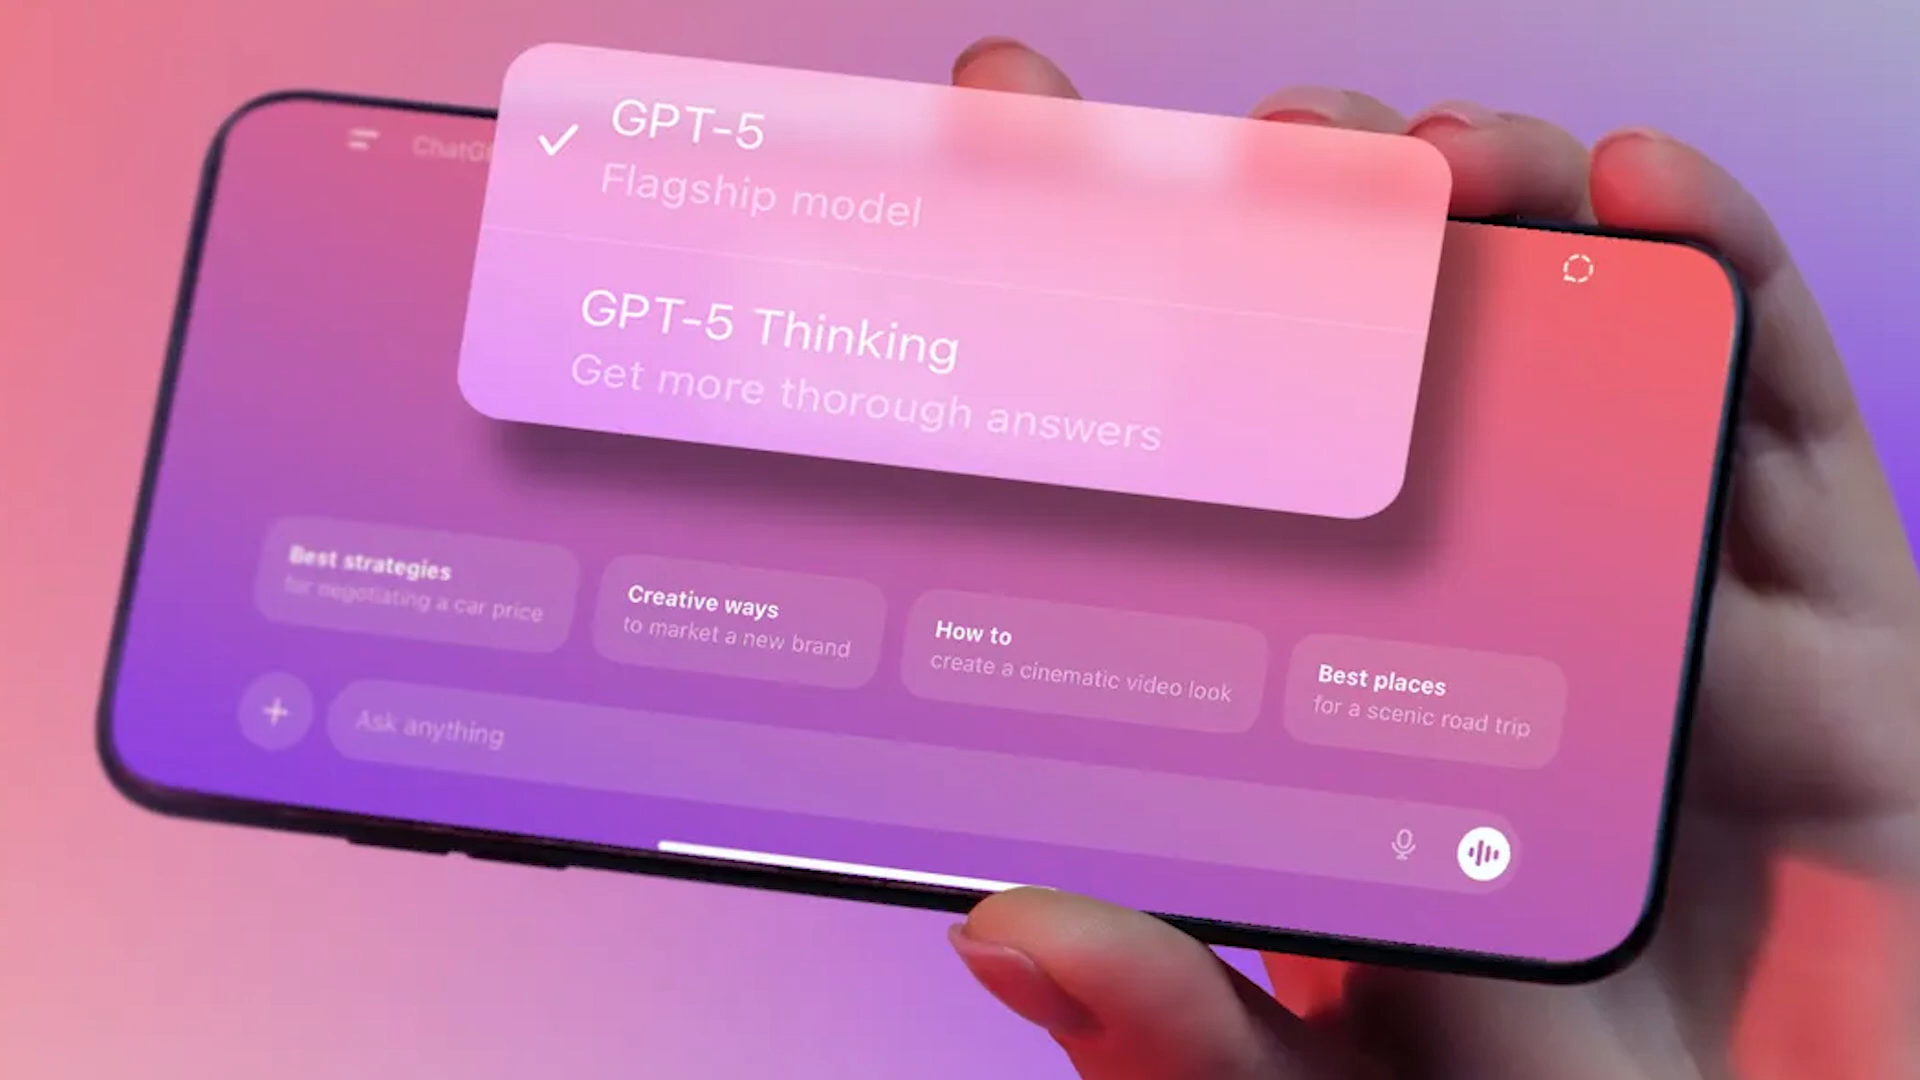 GPT-5
Flagship model
GPT-5 Thinking
Get more thorough answers
Best strategies
for negotiating a car price
Creative ways
to market a new brand
How to
create a cinematic video look
Best places
for a scenic road trip
Ask anything